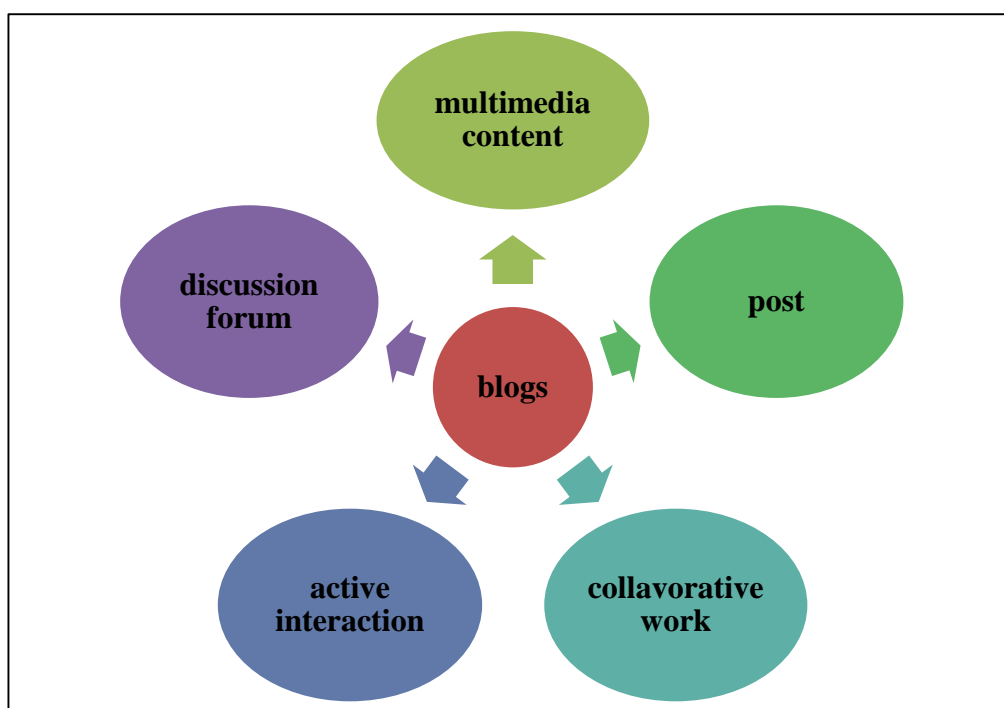 multimedia
content
discussion
forum
post
blogs
active
interaction
collavorative
work